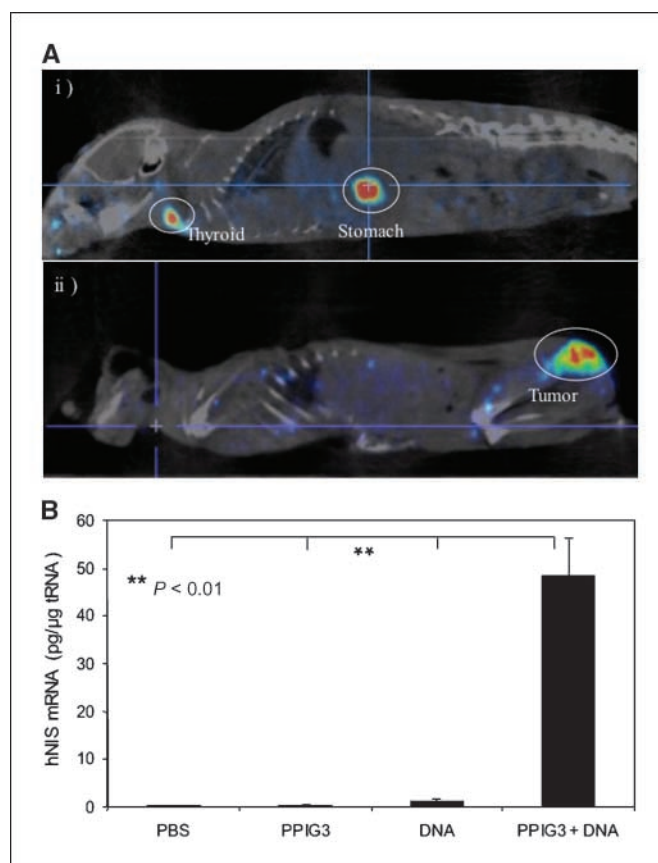 A
i )
Thyroid
Stomach
ii )
Tumor
B
hNIS mRNA (pg/µg tRNA )
60
50
40
30
20
10
0
**
** P < 0.01
PBS
PPIG3
DNA
PPIG3 + DNA